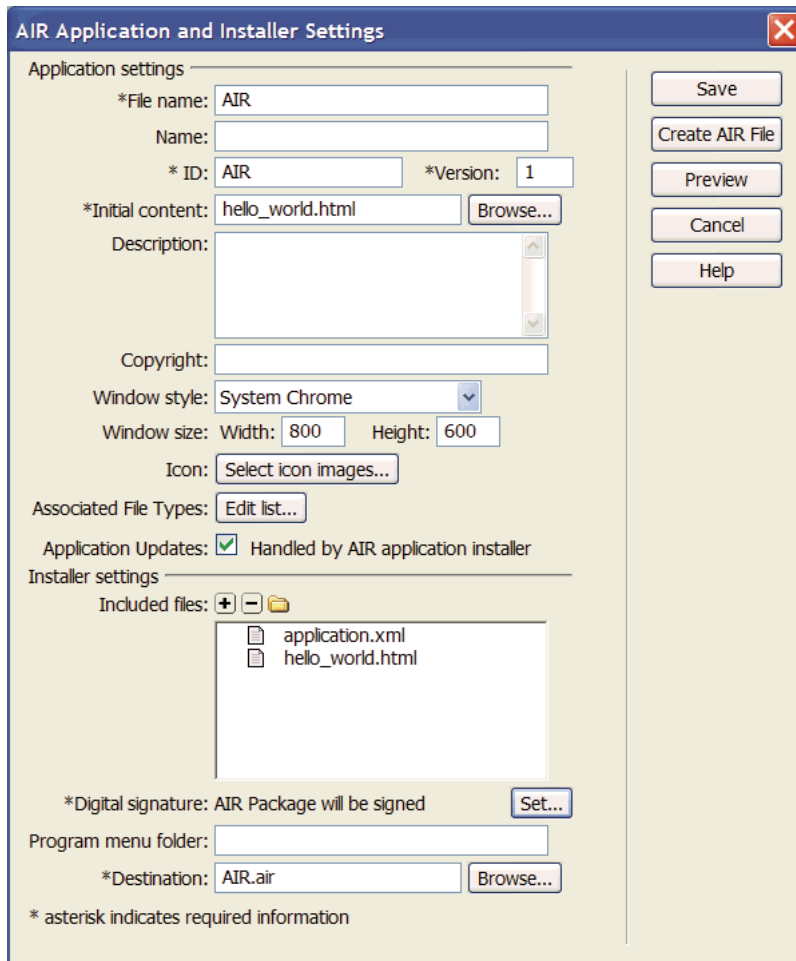 AIR Application and Installer Settings
Application settings
*File name: AIR
Name:
* ID: AIR *Version: 1
*Initial content: hello_world.html Browse...
Description:
Copyright:
Window style: System Chrome
Window size: Width: 800 Height: 600
Icon: Select icon images...
Associated File Types: Edit list...
Application Updates: Handled by AIR application installer
Installer settings
Included files:
application.xml
hello_world.html
*Digital signature: AIR Package will be signed Set...
Program menu folder:
*Destination: AIR.air Browse...
* asterisk indicates required information
Save
Create AIR File
Preview
Cancel
Help